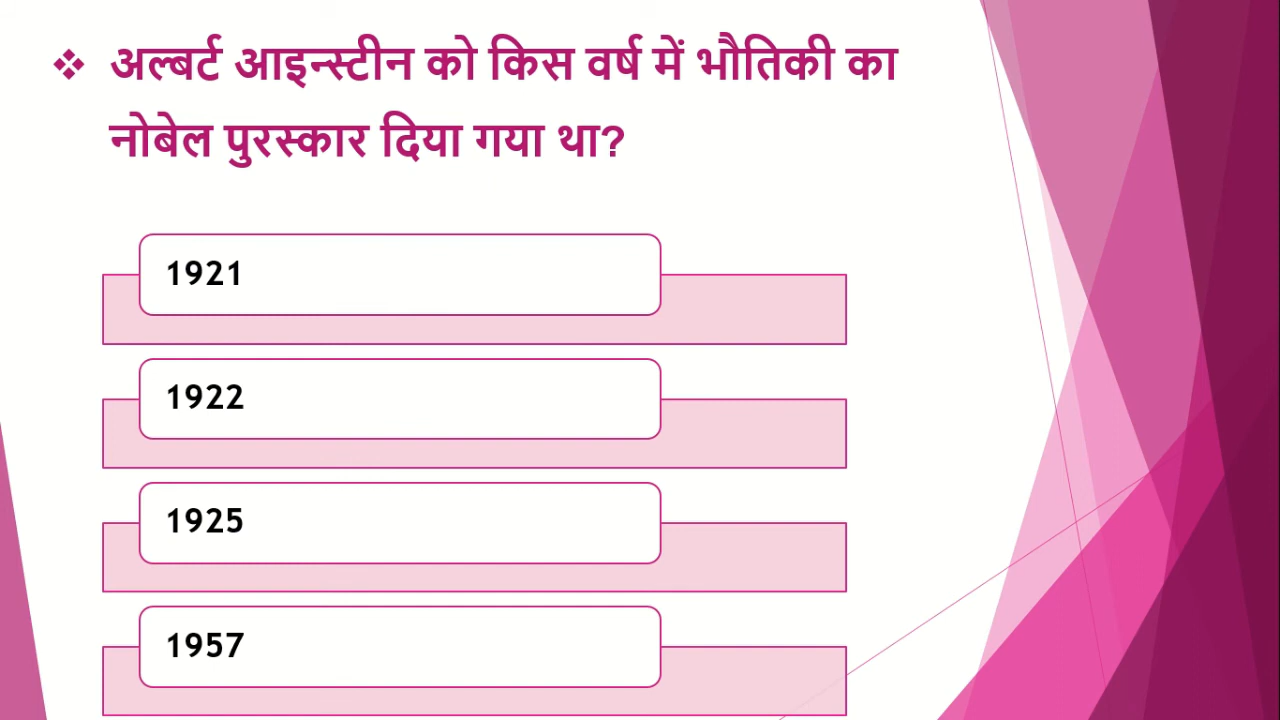 ❖ अल्बर्ट आइन्स्टीन को किस वर्ष में भौतिकी का
नोबेल पुरस्कार दिया गया था?
1921
1922
1925
1957